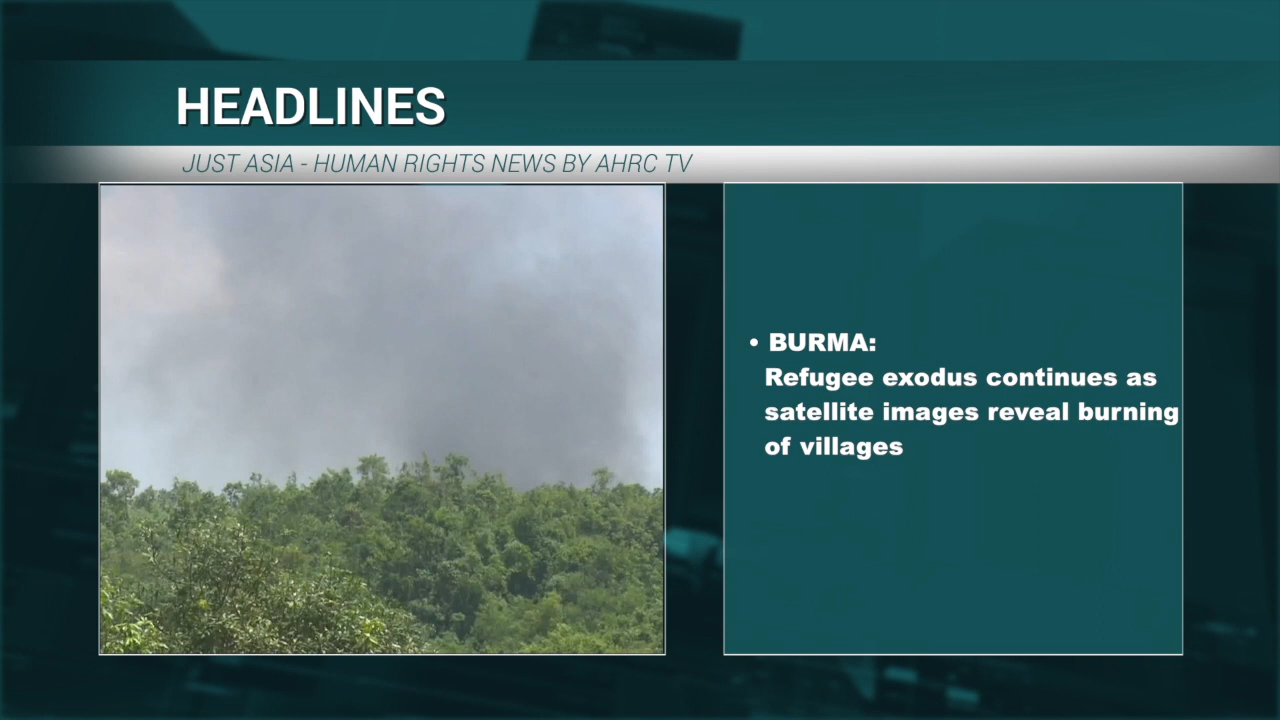 HEADLINES
JUST ASIA - HUMAN RIGHTS NEWS BY AHRC TV
• BURMA:
Refugee exodus continues as
satellite images reveal burning
of villages